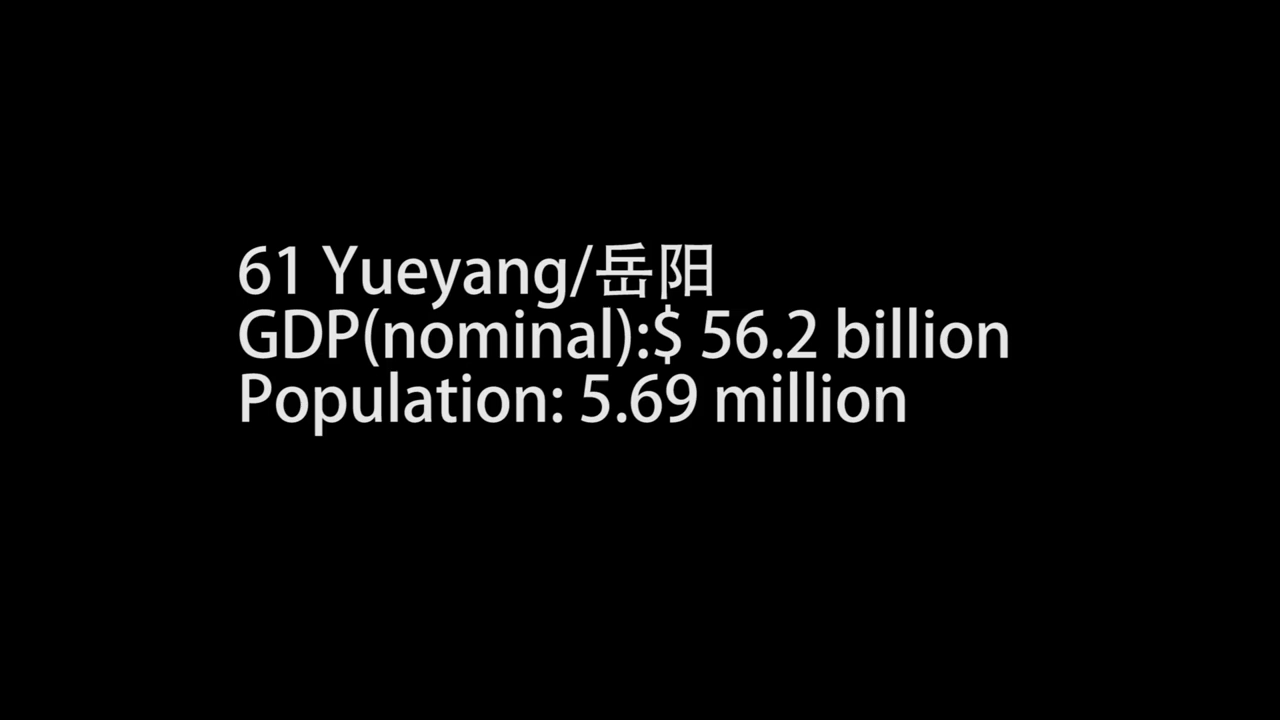 61 Yueyang/岳阳
GDP(nominal):$ 56.2 billion
Population: 5.69 million